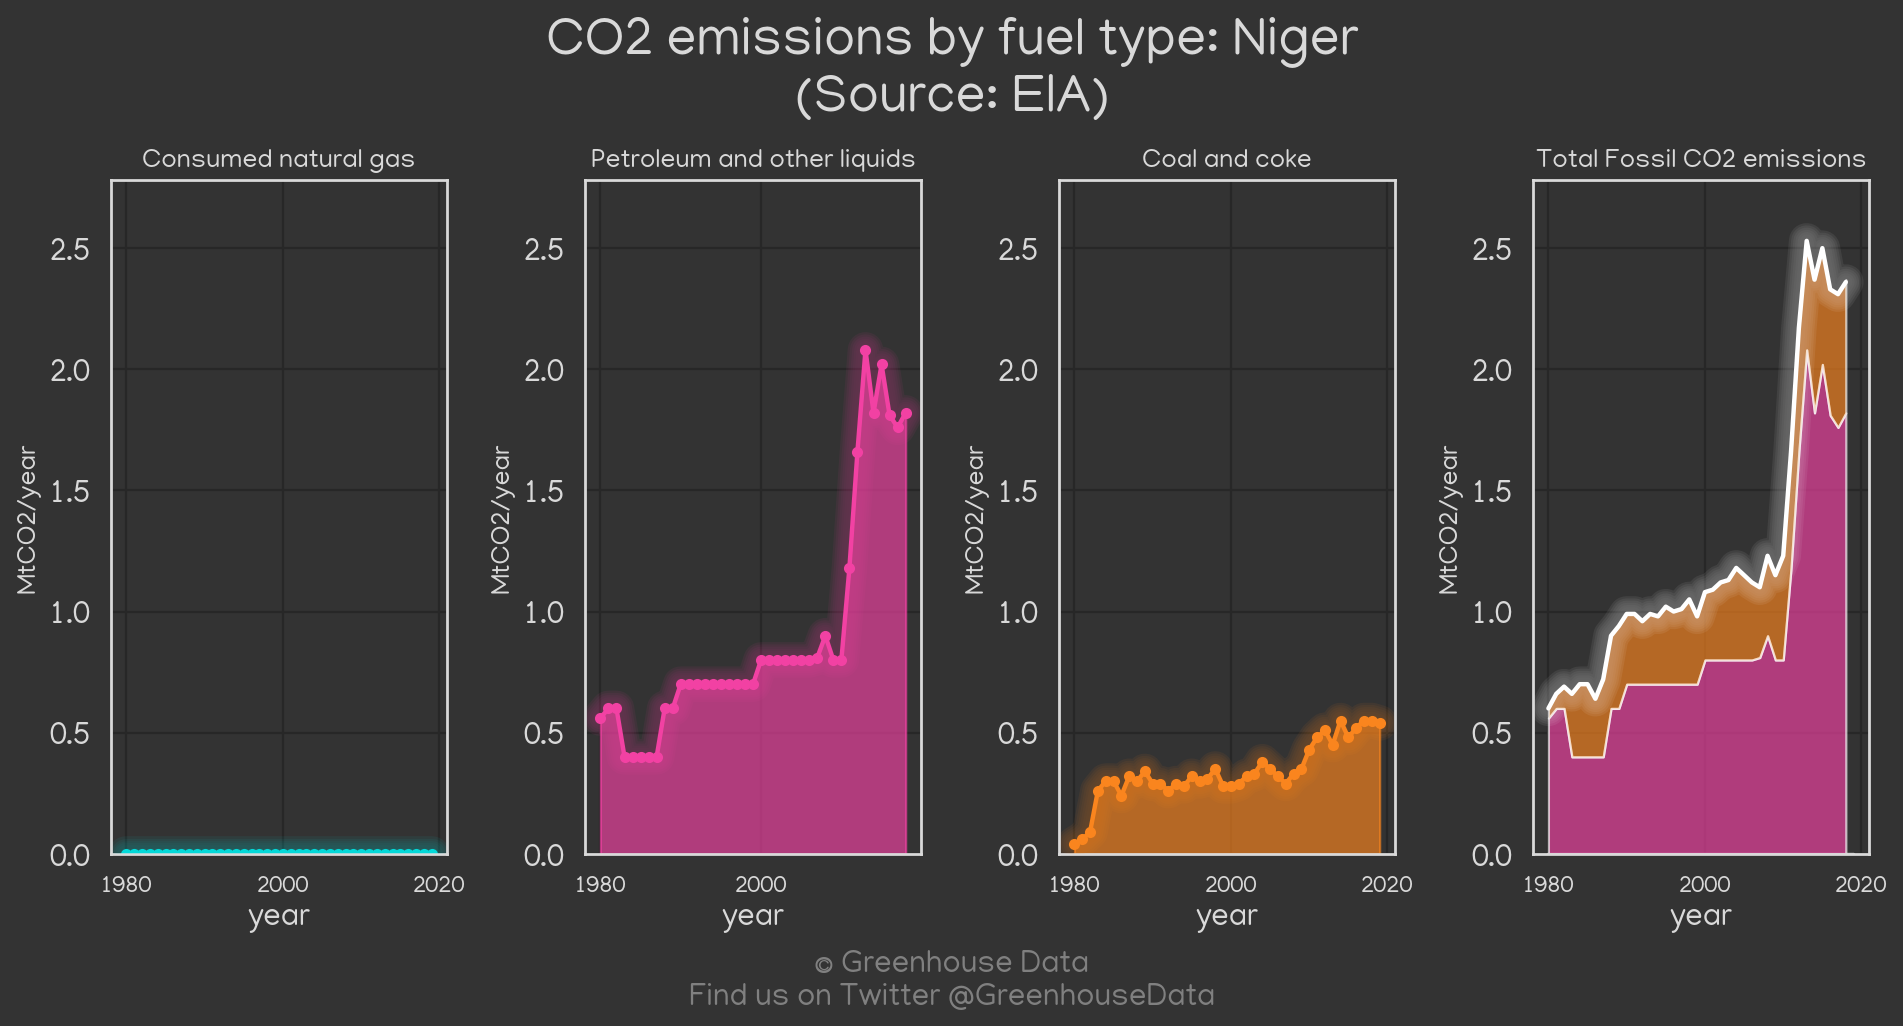 CO2 emissions by fuel type: Niger
(Source: EIA)
Consumed natural gas
MtCO2/year
2.5
2.0
1.5
1.0
0.5
0.0
1980 2000 2020
year
Petroleum and other liquids
MtCO2/year
2.5
2.0
1.5
1.0
0.5
0.0
1980 2000
year
Coal and coke
MtCO2/year
2.5
2.0
1.5
1.0
0.5
0.0
1980 2000 2020
year
Total Fossil CO2 emissions
MtCO2/year
2.5
2.0
1.5
1.0
0.5
0.0
1980 2000 2020
year
© Greenhouse Data
Find us on Twitter @GreenhouseData